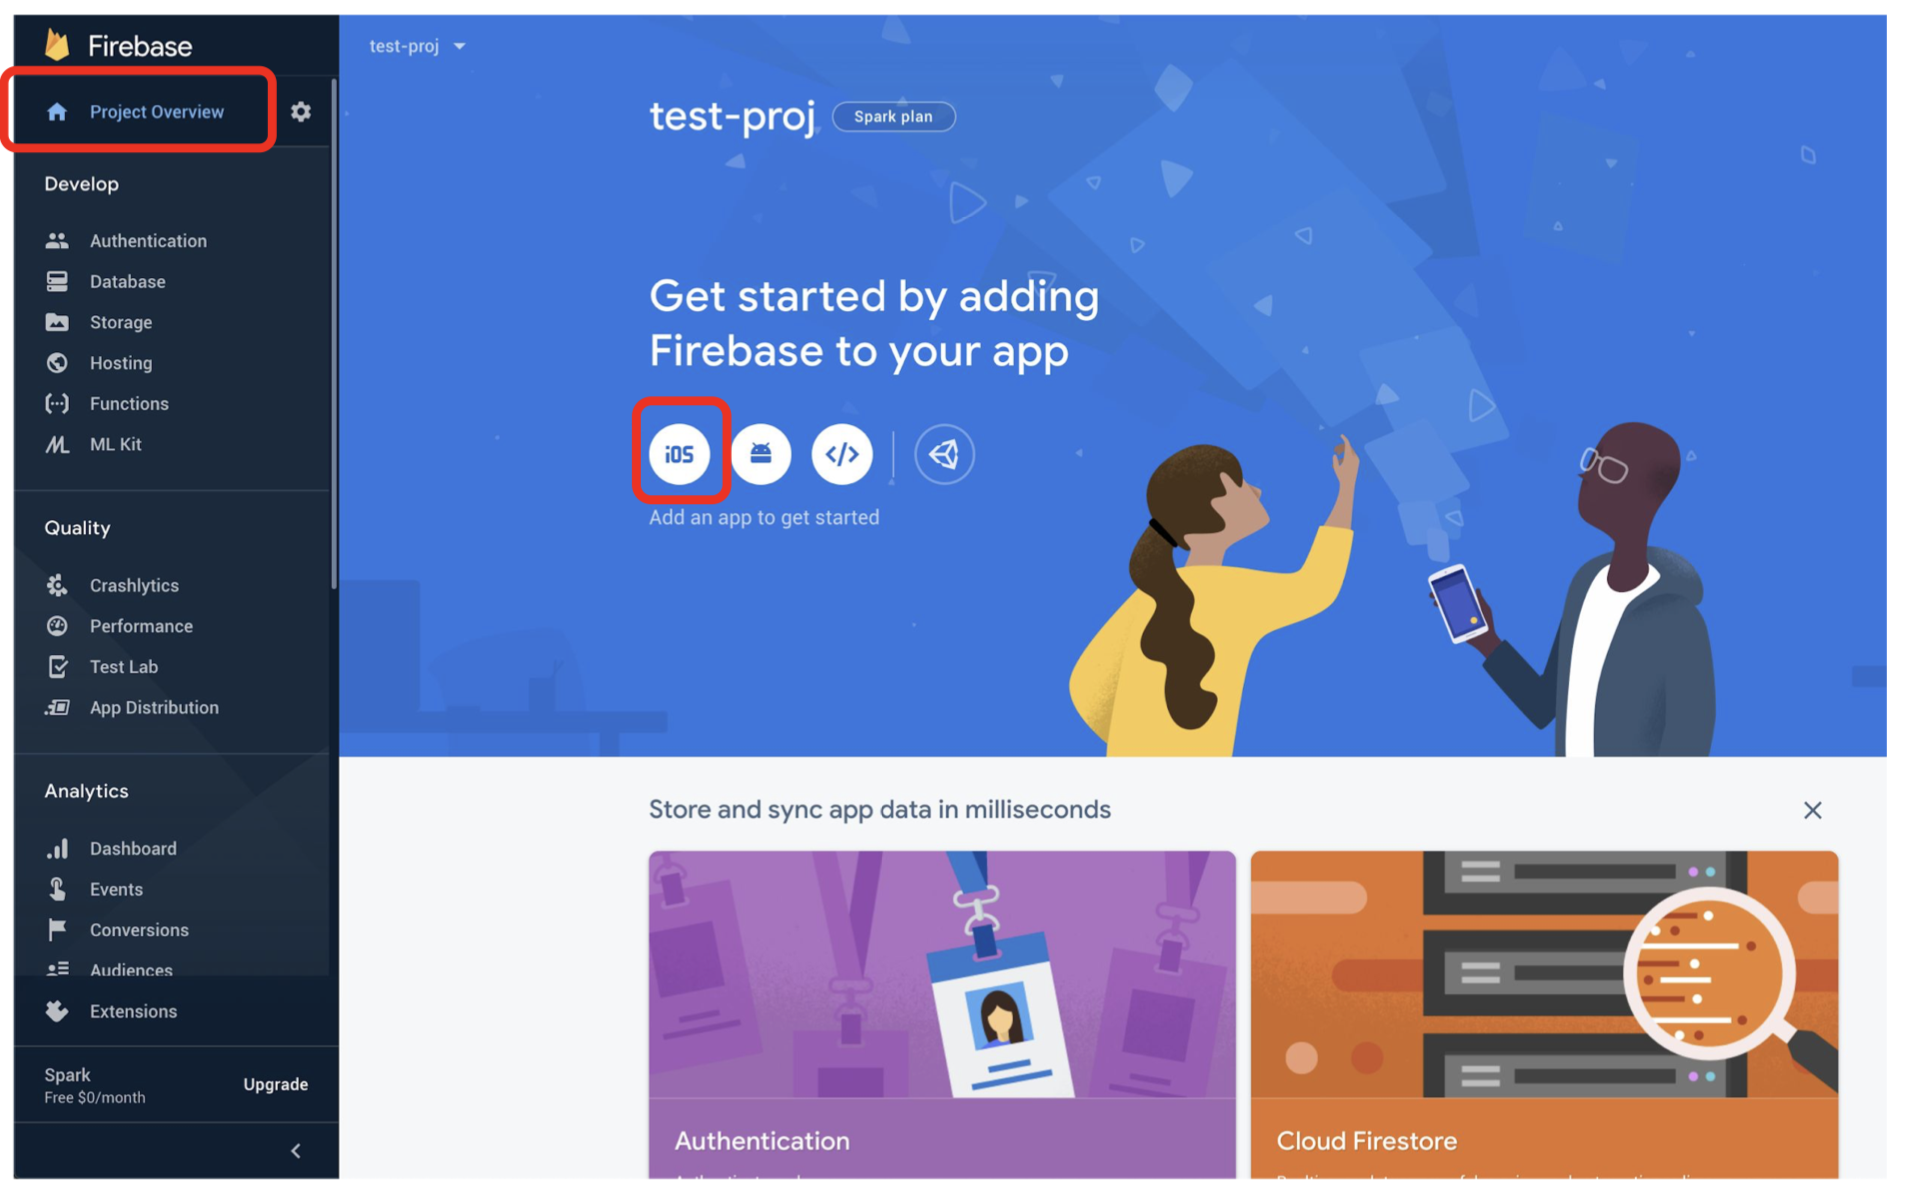 Firebase
Project Overview
Develop
Authentication
Database
Storage
Hosting
Functions
ML Kit
Quality
Crashlytics
Performance
Test Lab
App Distribution
Analytics
Dashboard
Events
Conversions
Audiences
Extensions
Spark
Free $0/month
Upgrade
test-proj
test-proj
Spark plan
Get started by adding
Firebase to your app
iOS
</>
Add an app to get started
Store and sync app data in milliseconds
Authentication
Cloud Firestore